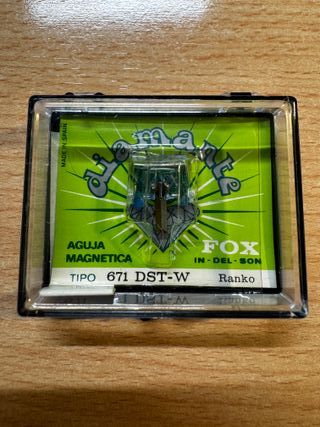 MADE IN SPAIN
diamante
AGUJA
MAGNETICA
FOX
IN-DEL-SON
TIPO 671 DST-W Ranko